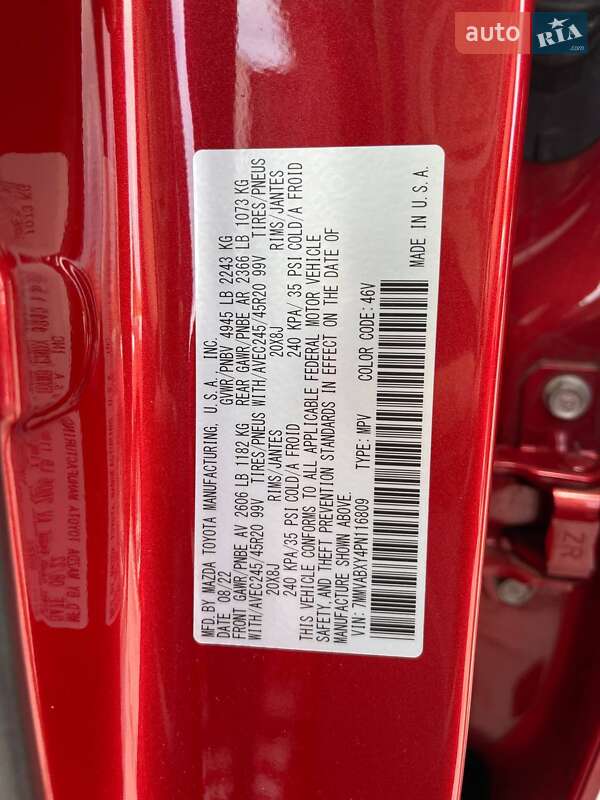 auto RIA .com
MFD.BY MAZDA TOYOTA MANUFACTURING, U.S.A. INC.
DATE 08/22 GVWR/PNBV 4945 LB 2243 KG
FRONT GAWR/PNBE AV 2606 LB 1182 KG REAR GAWR/PNBE AR 2366 LB 1073 KG
WITH/AVEC245/45R20 99V TIRES/PNEUS WITH/AVEC245/45R20 99V TIRES/PNEUS
20X8J RIMS/JANTES 20X8J RIMS/JANTES
240 KPA/35 PSI COLD/A FROID 240 KPA/ 35 PSI COLD/A FROID
THIS VEHICLE CONFORMS TO ALL APPLICABLE FEDERAL MOTOR VEHICLE
SAFETY,AND THEFT PREVENTION STANDARDS IN EFFECT ON THE DATE OF
MANUFACTURE SHOWN ABOVE.
VIN: 7MMVABXY4PN116809 TYPE: MPV COLOR CODE: 46V
MADE IN U.S.A.
ZR